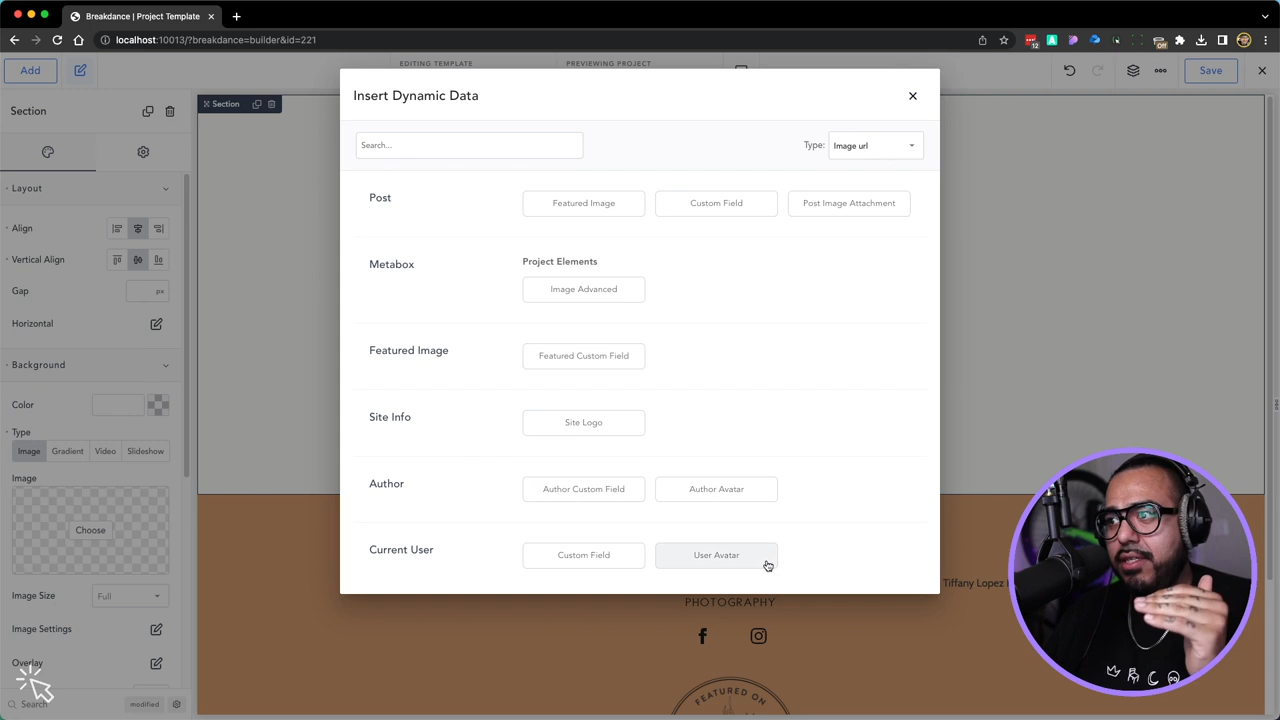 Breakdance | Project Template
localhost:10013/?breakdance=builder&id=221
12
Off
Add
EDITING TEMPLATE
PREVIEWING PROJECT
Save
Section
Section
Layout
Align
Vertical Align
Gap
px
Horizontal
Background
Color
Type
Image
Gradient
Video
Slideshow
Image
Choose
Image Size
Full
Image Settings
Overlay
Search
modified
Insert Dynamic Data
Search...
Type:
Image url
Post
Featured Image
Custom Field
Post Image Attachment
Metabox
Project Elements
Image Advanced
Featured Image
Featured Custom Field
Site Info
Site Logo
Author
Author Custom Field
Author Avatar
Current User
Custom Field
User Avatar
Tiffany Lopez
PHOTOGRAPHY
FEATURED ON